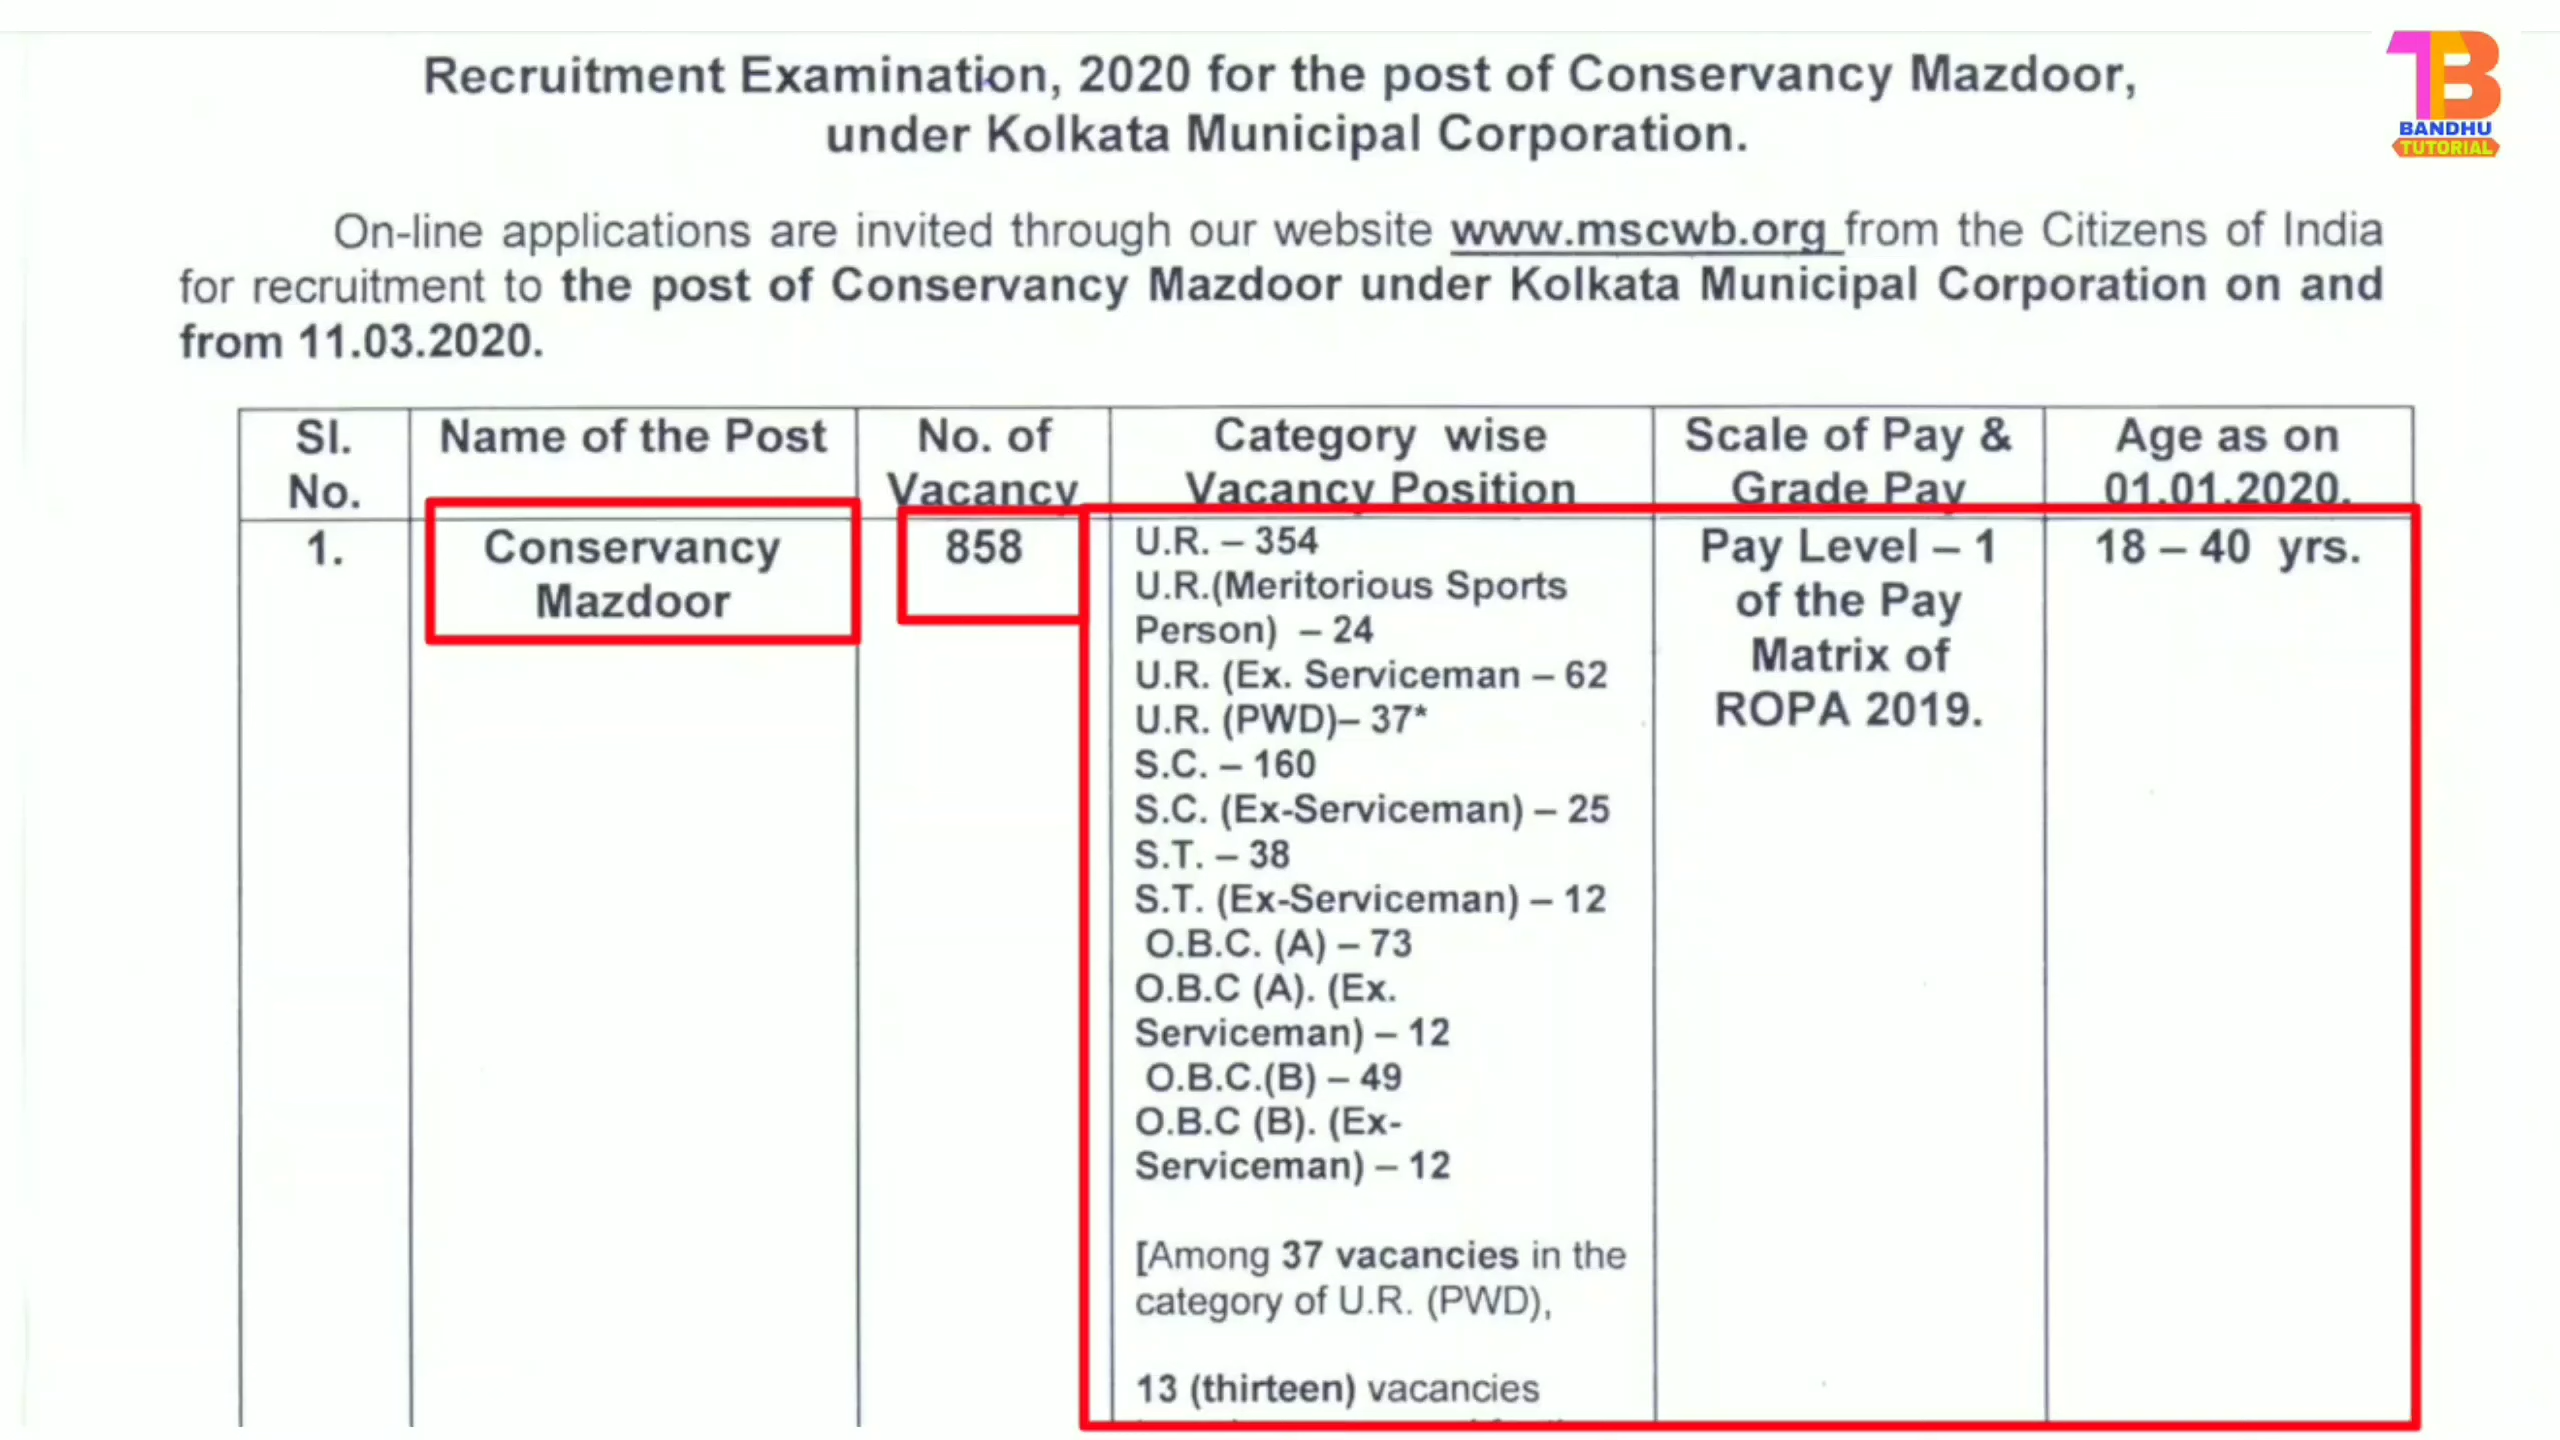 Recruitment Examination, 2020 for the post of Conservancy Mazdoor,
under Kolkata Municipal Corporation.
TB
BANDHU
TUTORIAL
On-line applications are invited through our website www.mscwb.org from the Citizens of India
for recruitment to the post of Conservancy Mazdoor under Kolkata Municipal Corporation on and
from 11.03.2020.
Sl.
No.
Name of the Post
No. of
Vacancy
Category wise
Vacancy Position
Scale of Pay &
Grade Pay
Age as on
01.01.2020.
1.
Conservancy
Mazdoor
858
U.R. – 354
U.R.(Meritorious Sports
Person) – 24
U.R. (Ex. Serviceman – 62
U.R. (PWD)– 37*
S.C. – 160
S.C. (Ex-Serviceman) – 25
S.T. – 38
S.T. (Ex-Serviceman) – 12
O.B.C. (A) – 73
O.B.C (A). (Ex.
Serviceman) – 12
O.B.C.(B) – 49
O.B.C (B). (Ex-
Serviceman) – 12
[Among 37 vacancies in the
category of U.R. (PWD),
13 (thirteen) vacancies
Pay Level – 1
of the Pay
Matrix of
ROPA 2019.
18 – 40 yrs.